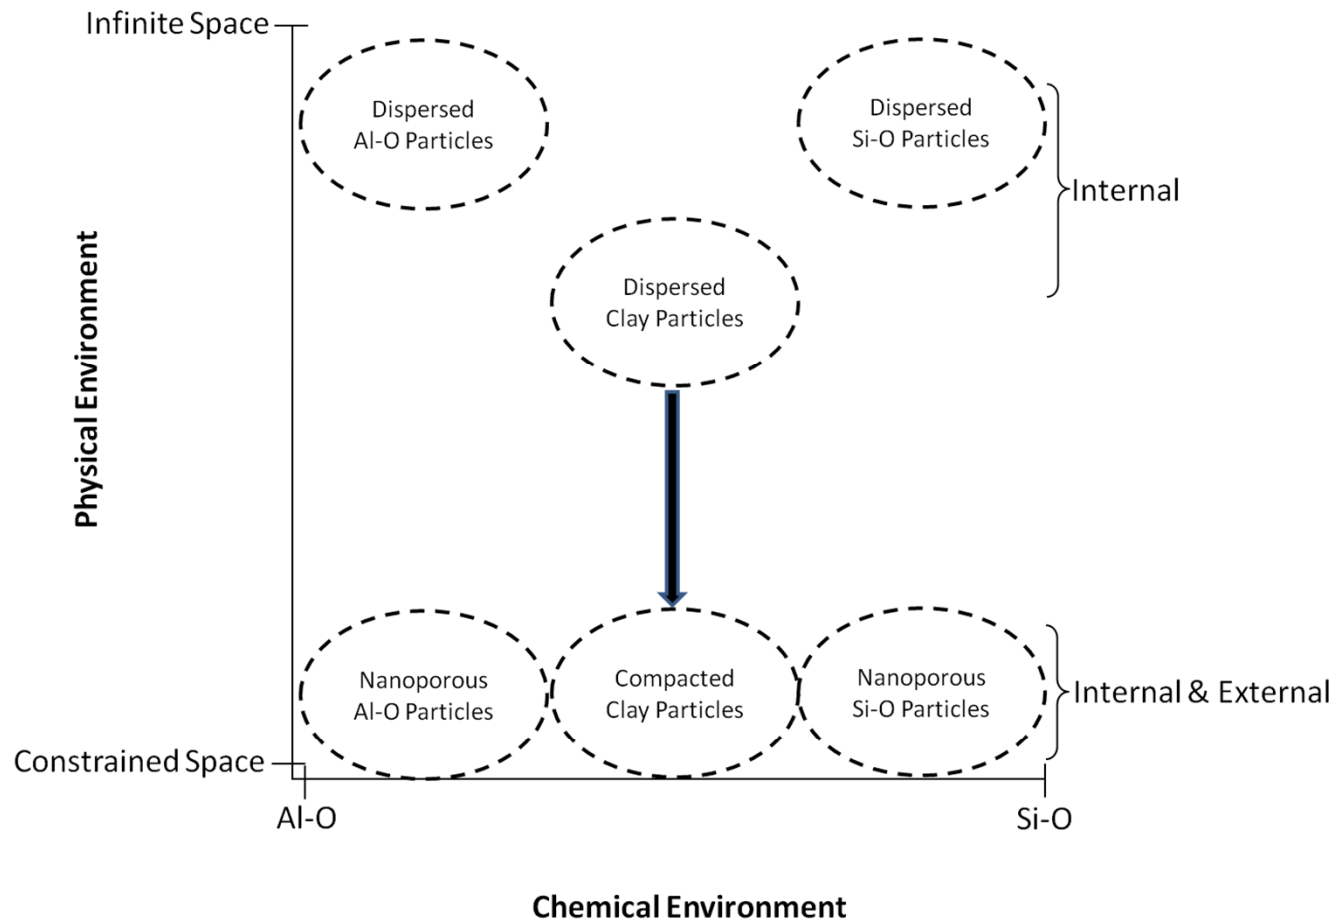 Infinite Space
Dispersed
Al-O Particles
Dispersed
Si-O Particles
Internal
Dispersed
Clay Particles
Physical Environment
Nanoporous
Al-O Particles
Compacted
Clay Particles
Nanoporous
Si-O Particles
Internal & External
Constrained Space
Al-O
Si-O
Chemical Environment